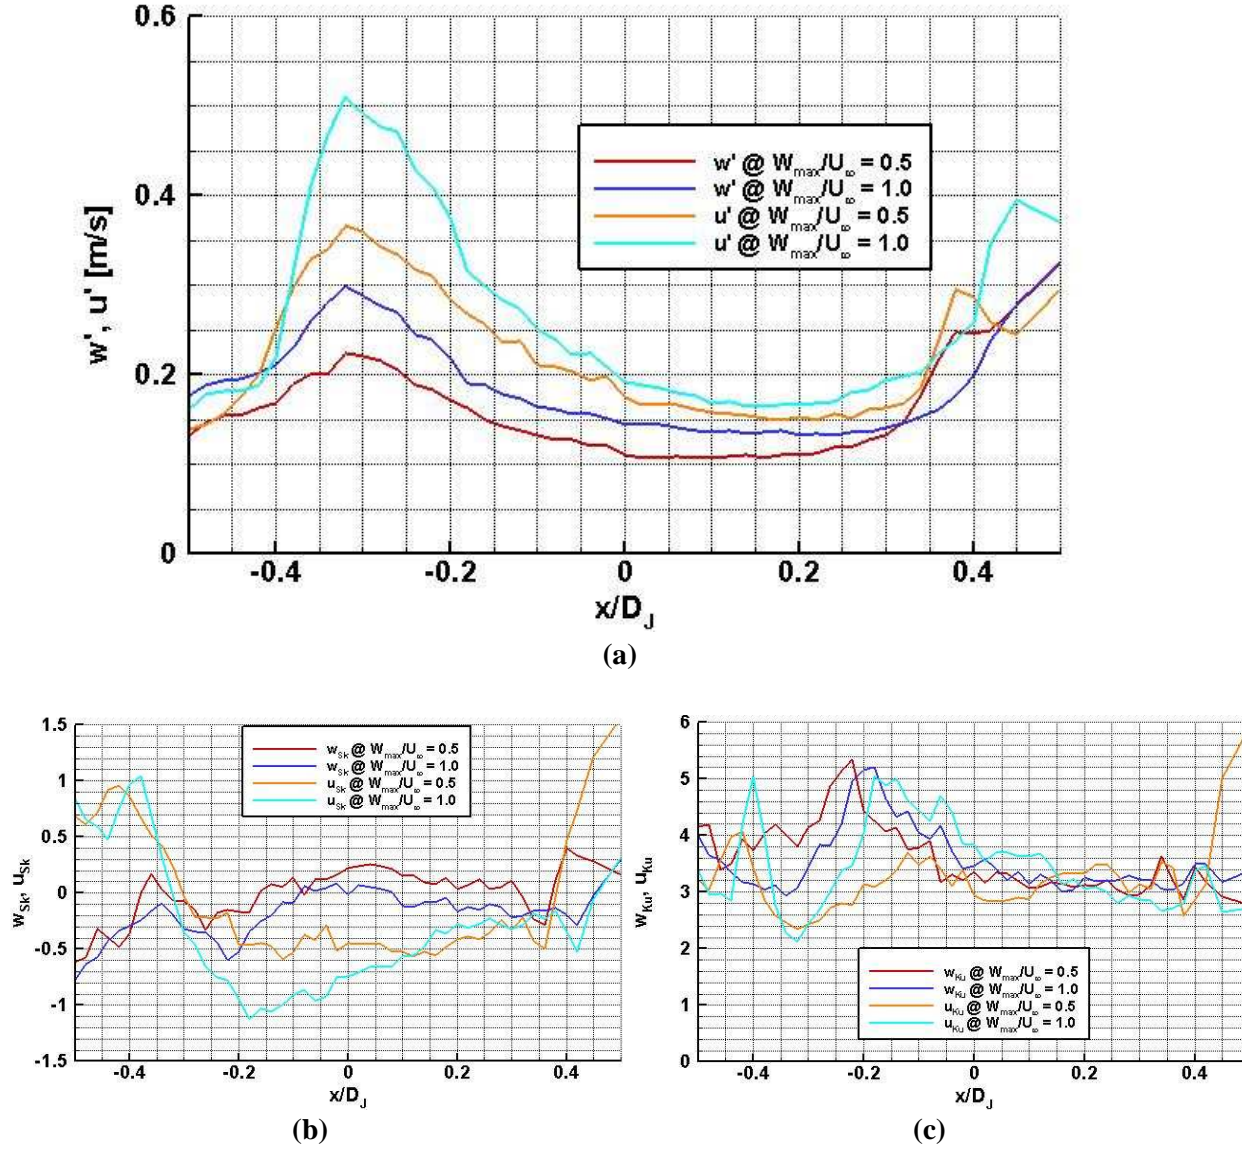 0.6
0.4
0.2
0
w', u' [m/s]
w' @ W_max/U_∞ = 0.5
w' @ W_max/U_∞ = 1.0
u' @ W_max/U_∞ = 0.5
u' @ W_max/U_∞ = 1.0
-0.4 -0.2 0 0.2 0.4
x/D_J
(a)
1.5
1
0.5
0
-0.5
-1
-1.5
w_Sk, u_Sk
w_Sk @ W_max/U_∞ = 0.5
w_Sk @ W_max/U_∞ = 1.0
u_Sk @ W_max/U_∞ = 0.5
u_Sk @ W_max/U_∞ = 1.0
-0.4 -0.2 0 0.2 0.4
x/D_J
(b)
6
5
4
3
2
1
0
w_Ku, u_Ku
w_Ku @ W_max/U_∞ = 0.5
w_Ku @ W_max/U_∞ = 1.0
u_Ku @ W_max/U_∞ = 0.5
u_Ku @ W_max/U_∞ = 1.0
-0.4 -0.2 0 0.2 0.4
x/D_J
(c)